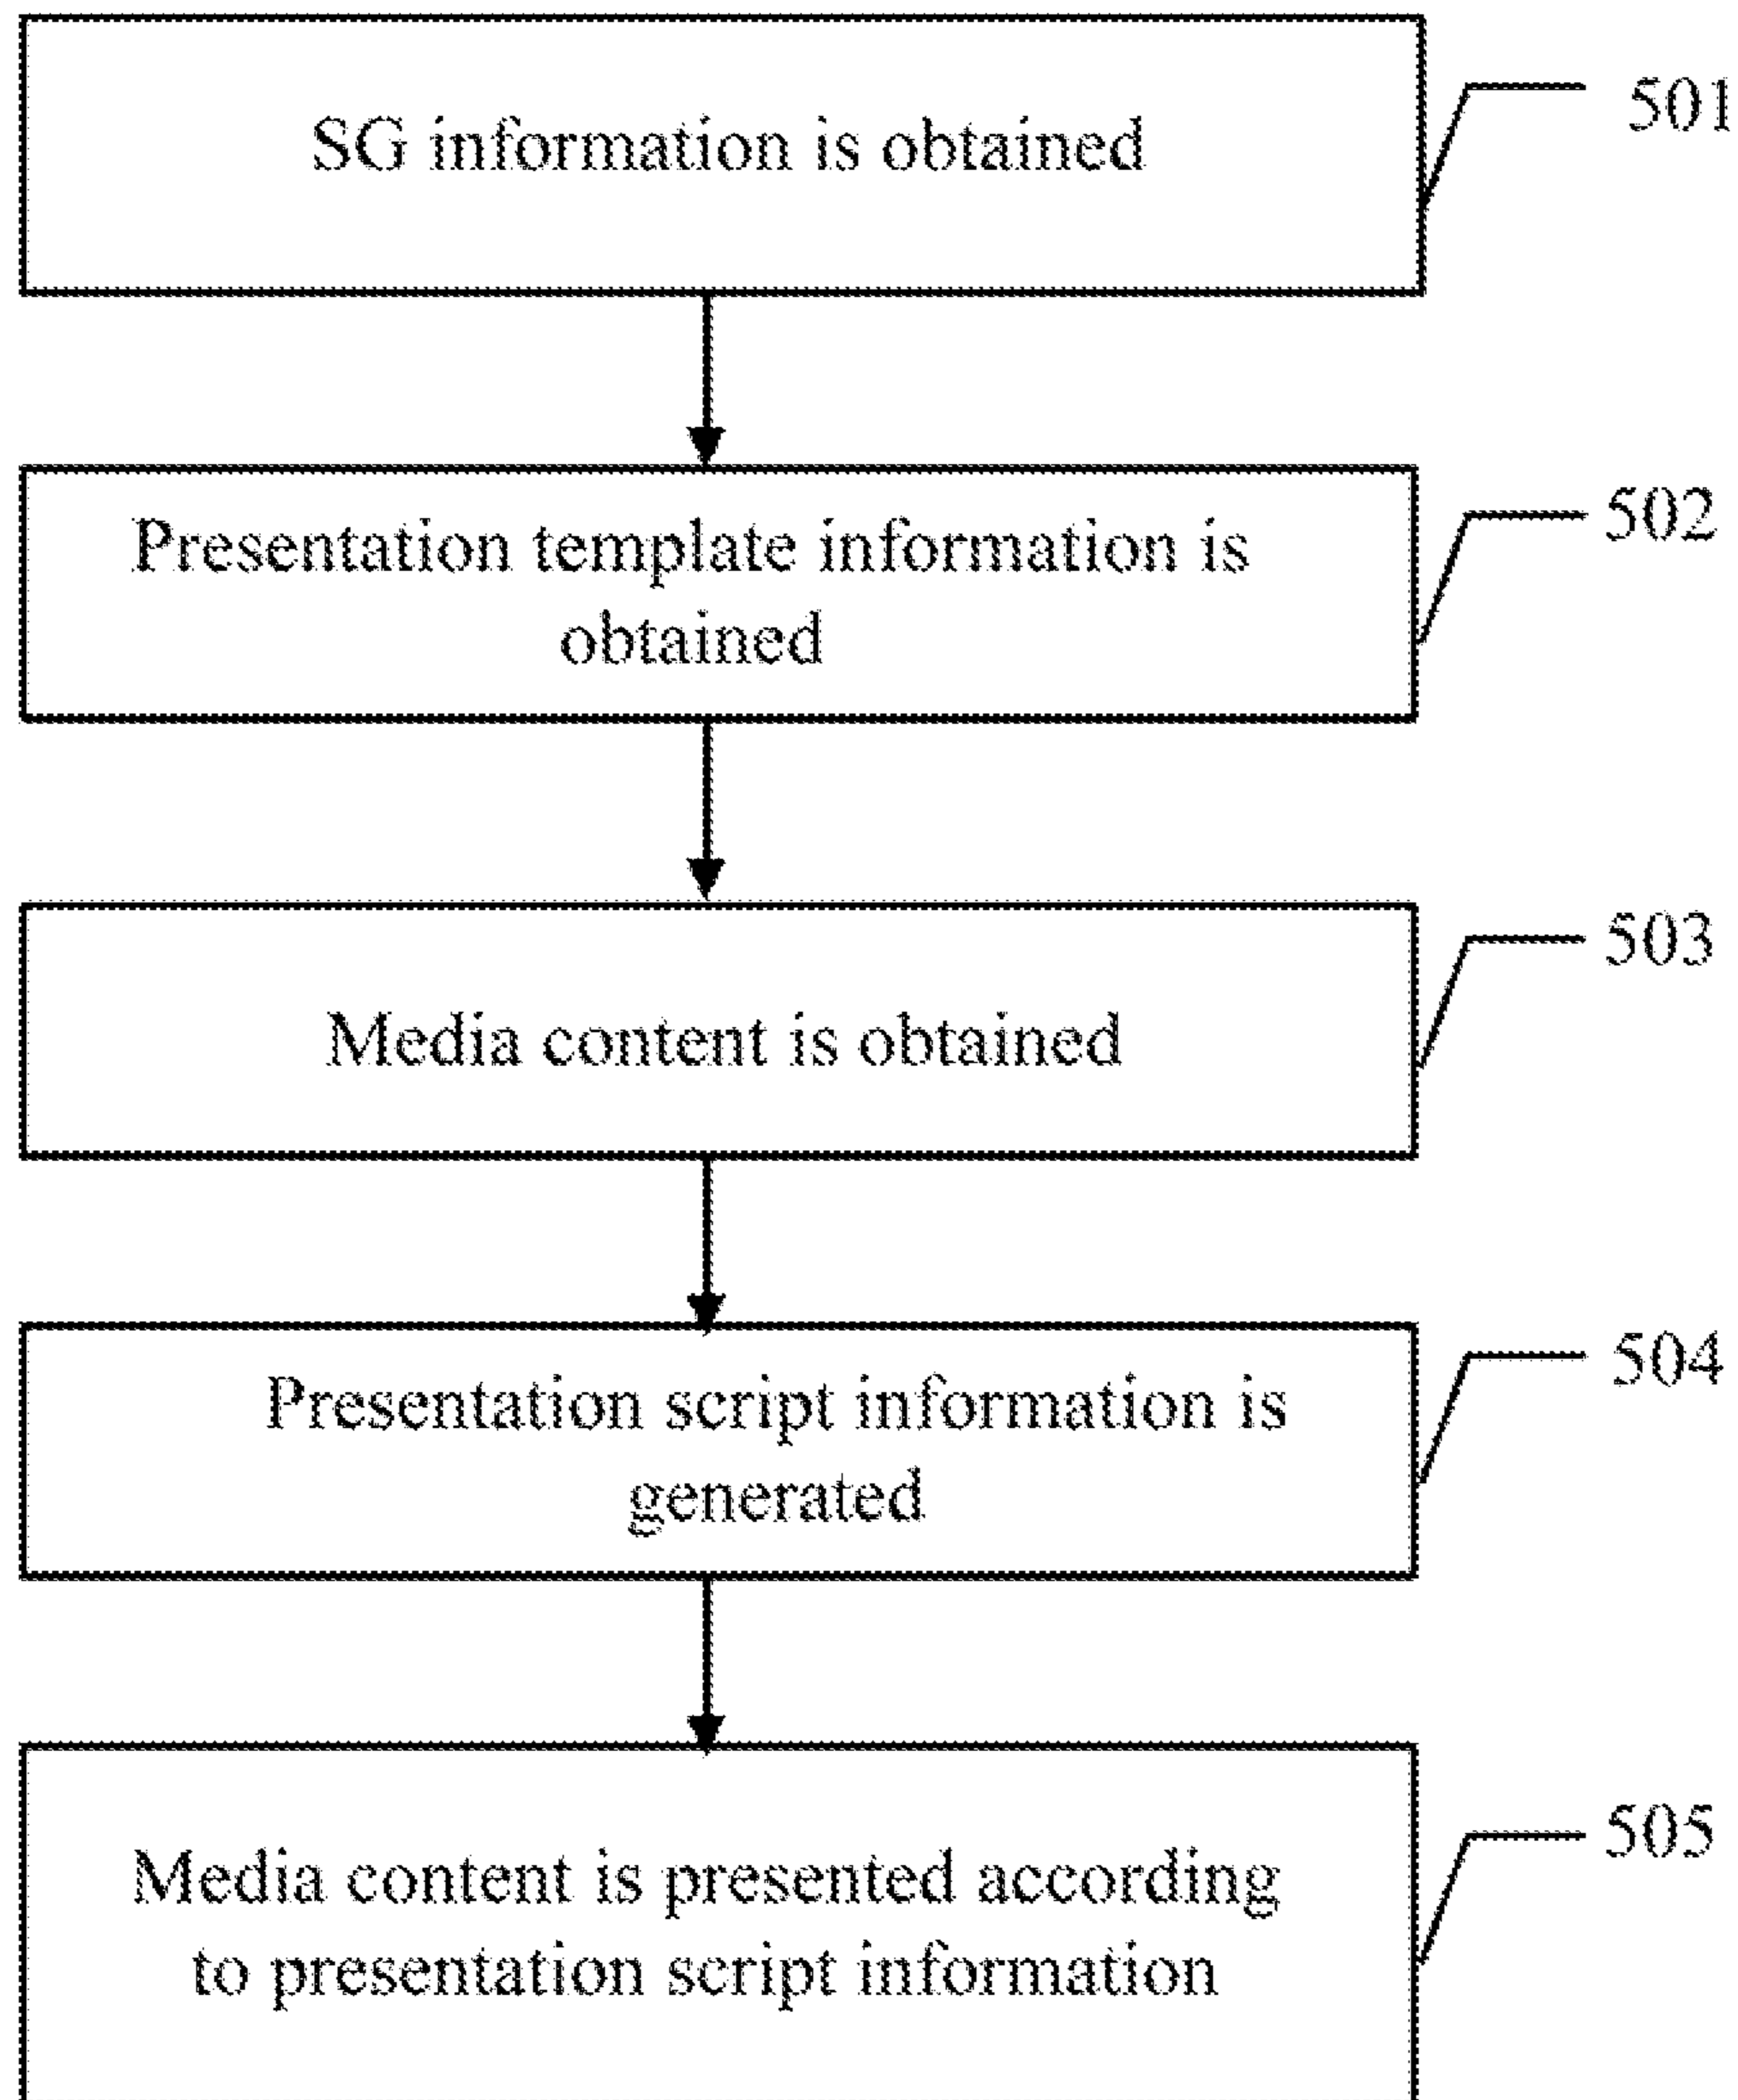 SG information is obtained
501
Presentation template information is
obtained
502
Media content is obtained
503
Presentation script information is
generated
504
Media content is presented according
to presentation script information
505